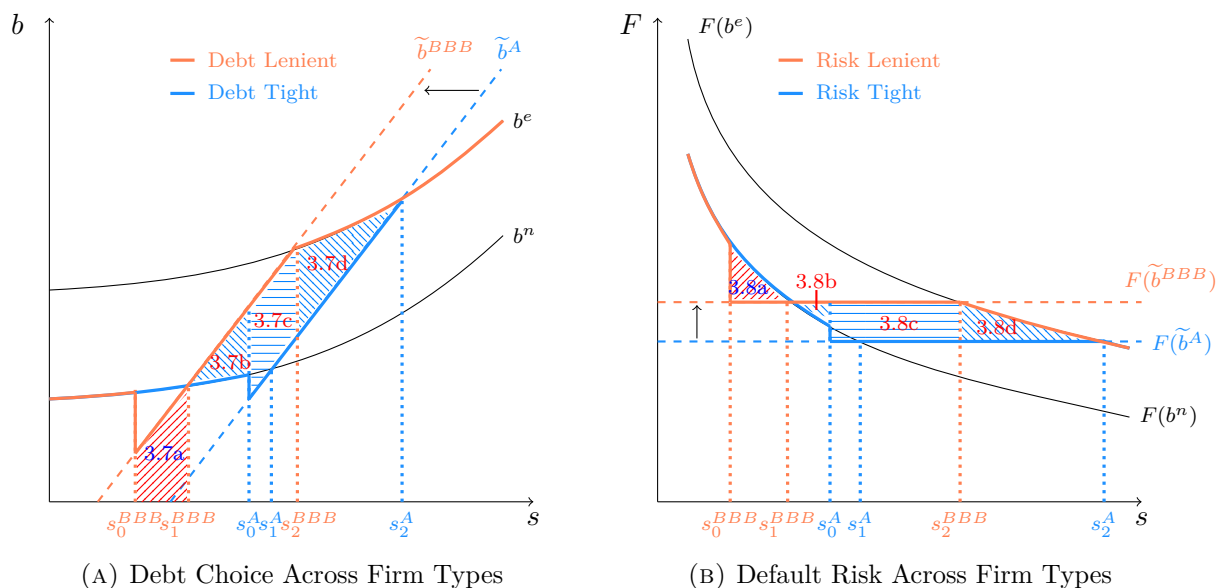 b
Debt Lenient
Debt Tight
b̃^{BBB}
b̃^{A}
b^e
b^n
3.7d
3.7c
3.7b
3.7a
s_0^{BBB} s_1^{BBB} s_0^A s_1^A s_2^{BBB} s_2^A s
(A) Debt Choice Across Firm Types
F
F(b^e)
Risk Lenient
Risk Tight
3.8b
3.8a
3.8c
3.8d
F(b̃^{BBB})
F(b̃^A)
F(b^n)
s_0^{BBB} s_1^{BBB} s_0^A s_1^A s_2^{BBB} s_2^A s
(B) Default Risk Across Firm Types